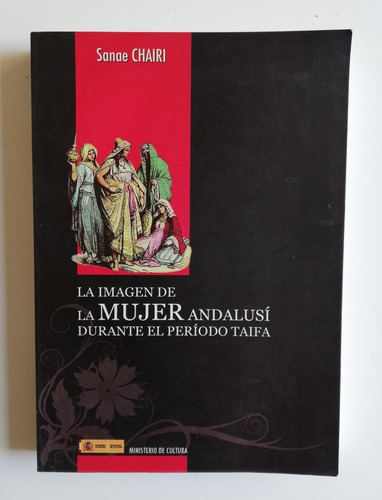 Sanae CHAIRI
LA IMAGEN DE
LA MUJER ANDALUSÍ
DURANTE EL PERÍODO TAIFA
MINISTERIO DE CULTURA